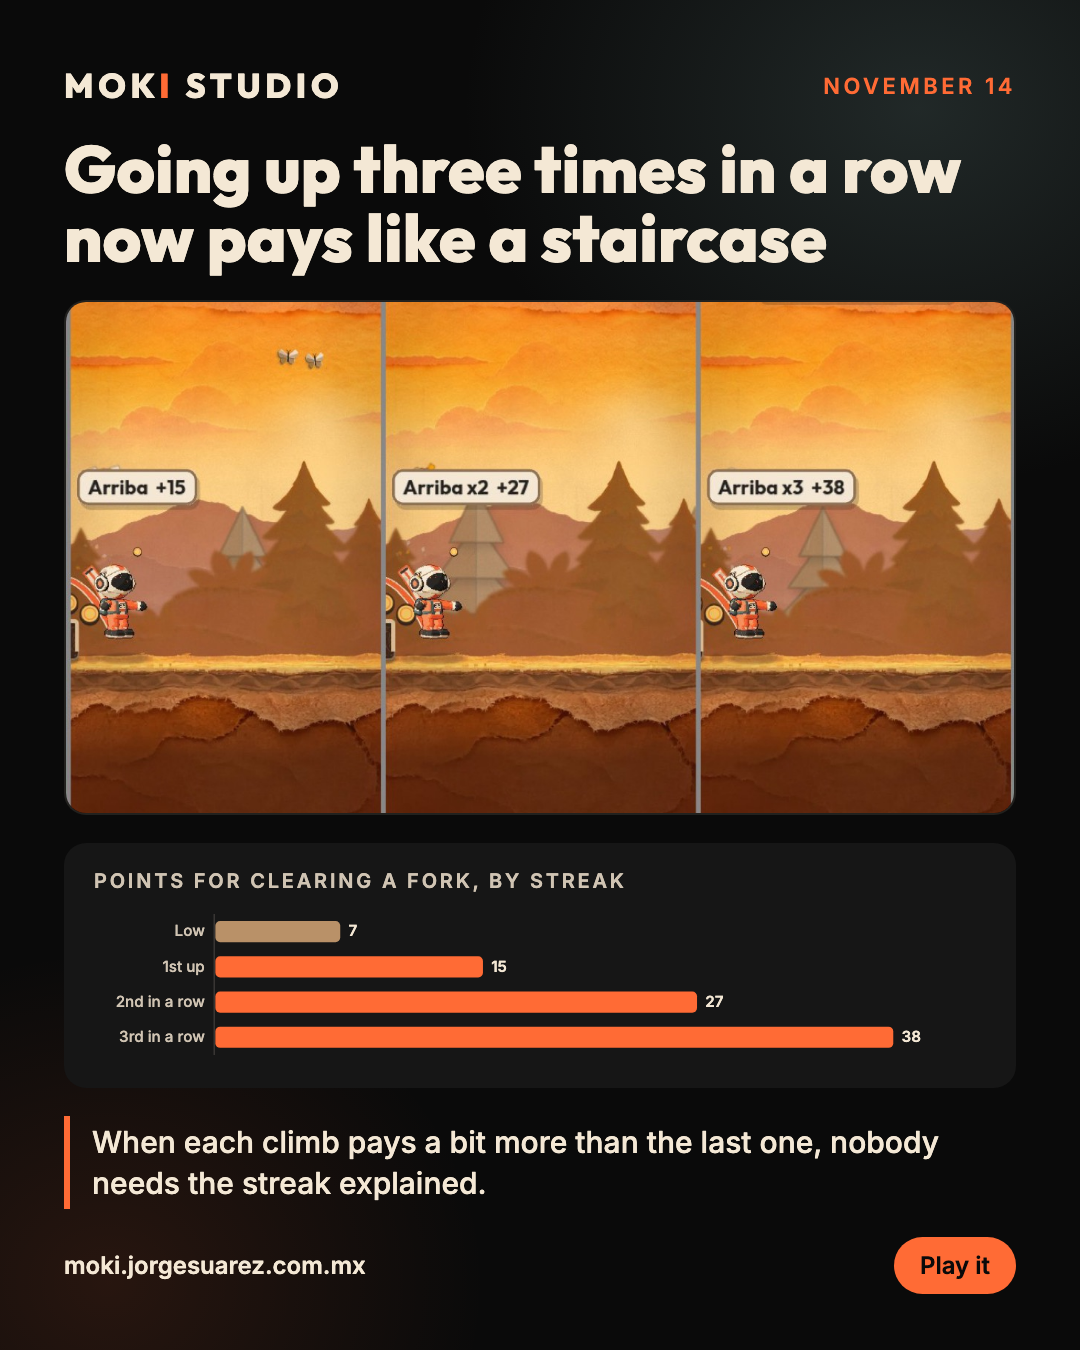 MOKI STUDIO
NOVEMBER 14
Going up three times in a row
now pays like a staircase
Arriba +15
Arriba x2 +27
Arriba x3 +38
POINTS FOR CLEARING A FORK, BY STREAK
Low 7
1st up 15
2nd in a row 27
3rd in a row 38
When each climb pays a bit more than the last one, nobody
needs the streak explained.
moki.jorgesuarez.com.mx
Play it